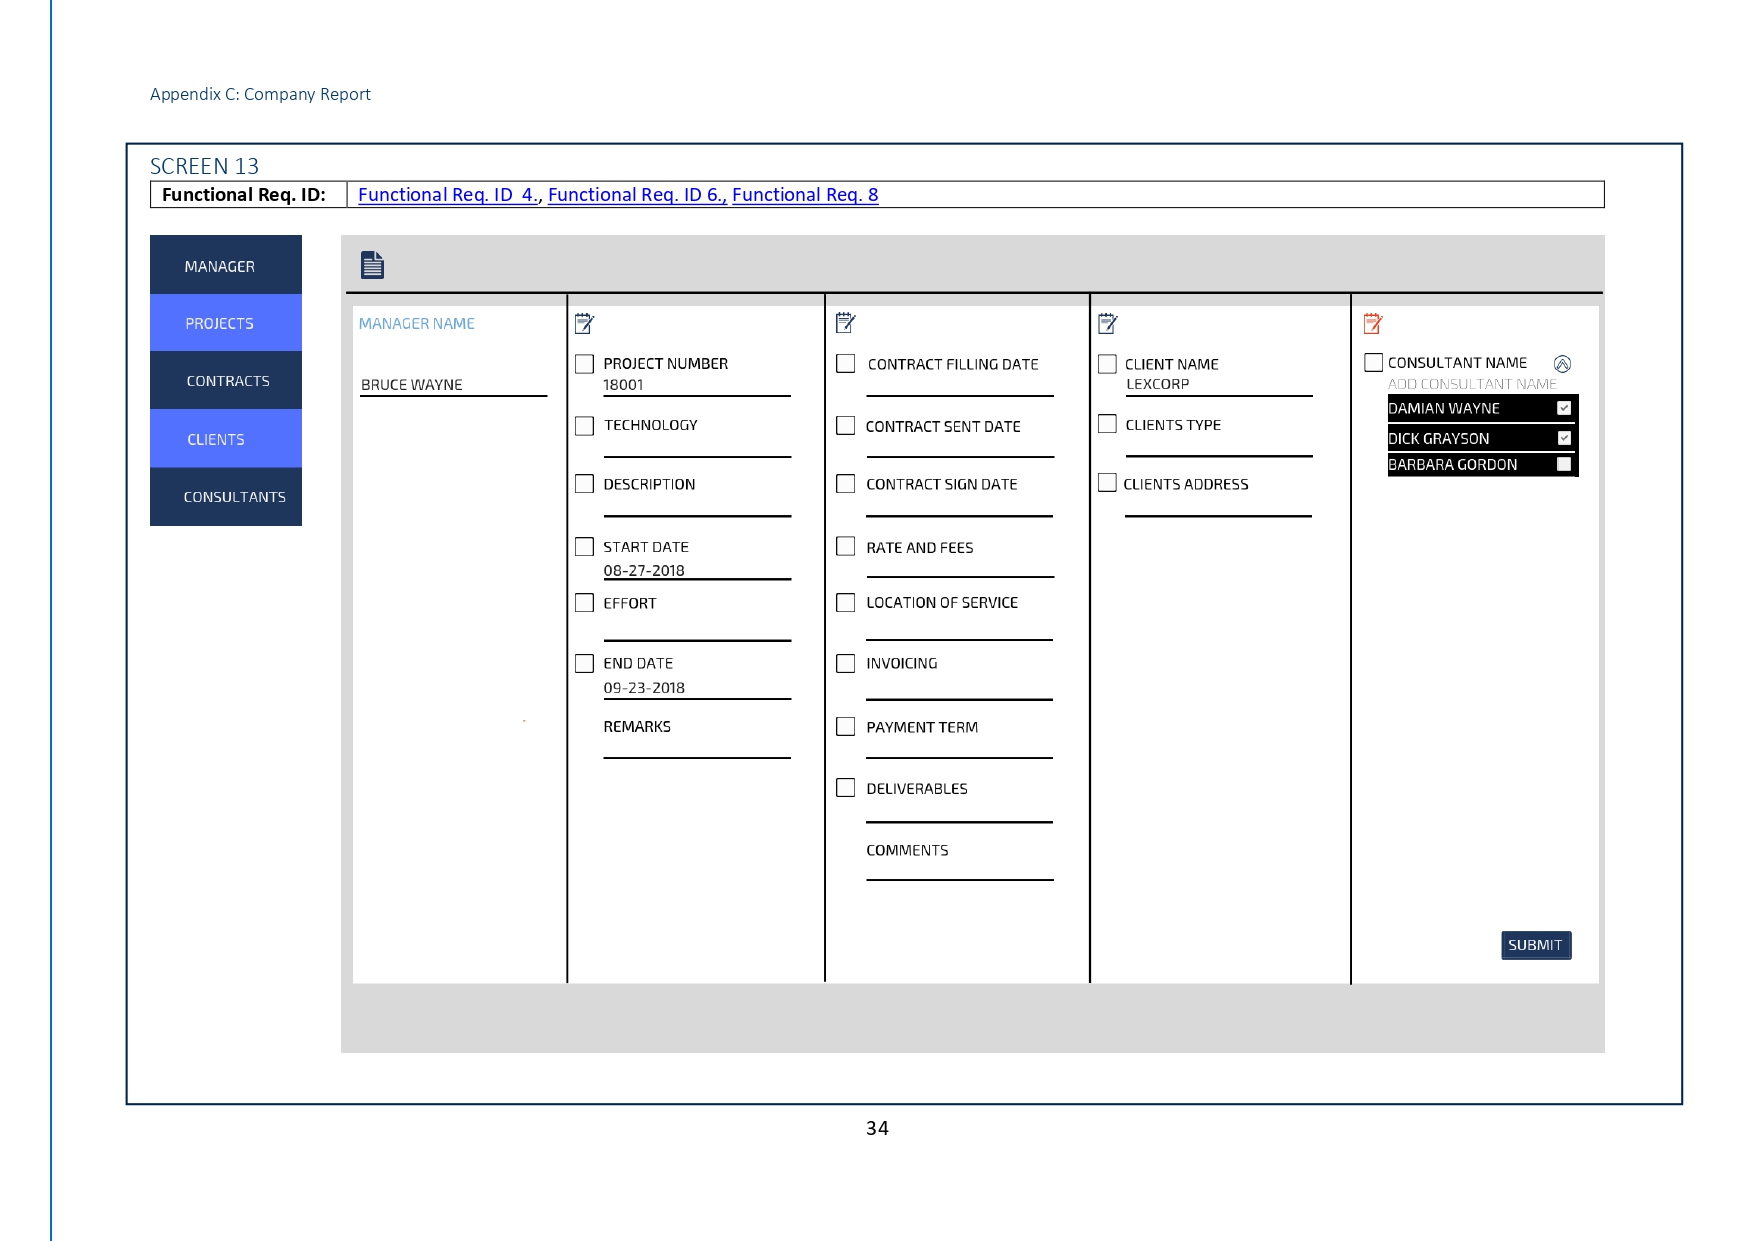 Appendix C: Company Report
SCREEN 13
Functional Req. ID: Functional Req. ID  4., Functional Req. ID 6., Functional Req. 8
MANAGER
PROJECTS
CONTRACTS
CLIENTS
CONSULTANTS
MANAGER NAME
BRUCE WAYNE
PROJECT NUMBER
18001
TECHNOLOGY
DESCRIPTION
START DATE
08-27-2018
EFFORT
END DATE
09-23-2018
REMARKS
CONTRACT FILLING DATE
CONTRACT SENT DATE
CONTRACT SIGN DATE
RATE AND FEES
LOCATION OF SERVICE
INVOICING
PAYMENT TERM
DELIVERABLES
COMMENTS
CLIENT NAME
LEXCORP
CLIENTS TYPE
CLIENTS ADDRESS
CONSULTANT NAME
ADD CONSULTANT NAME
DAMIAN WAYNE
DICK GRAYSON
BARBARA GORDON
SUBMIT
34